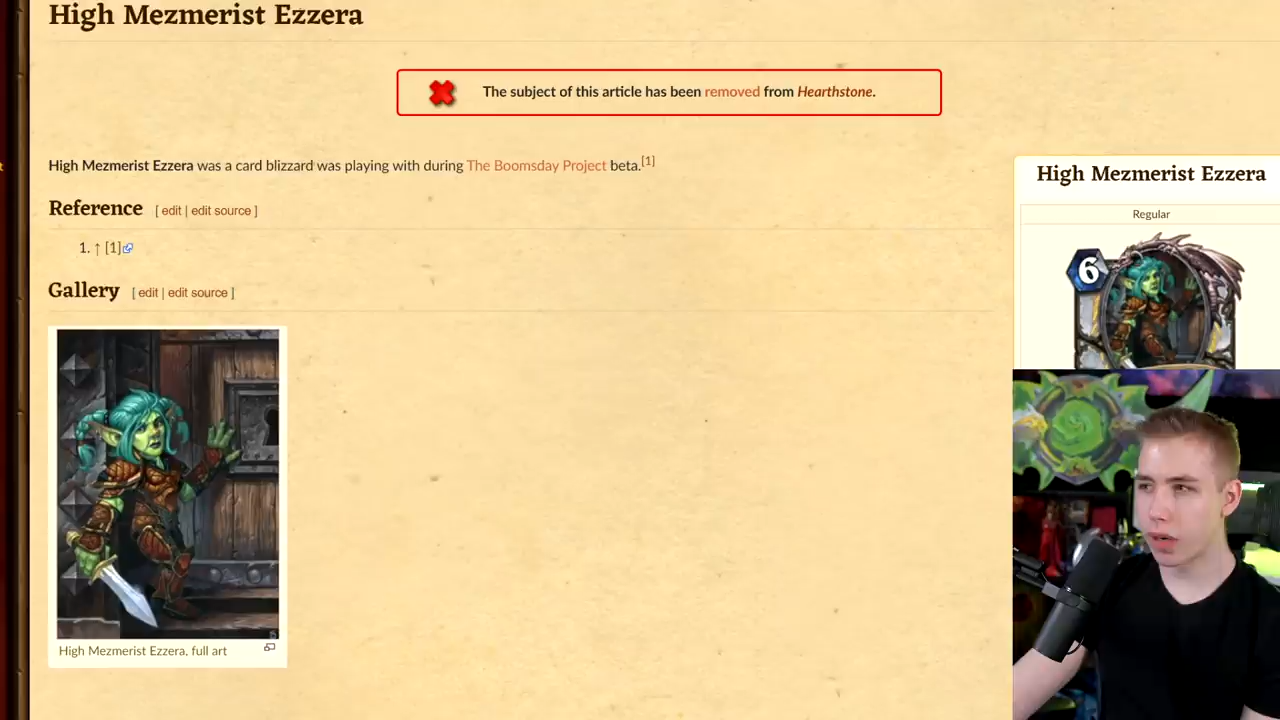 High Mezmerist Ezzera
The subject of this article has been removed from Hearthstone.
High Mezmerist Ezzera was a card blizzard was playing with during The Boomsday Project beta.[1]
High Mezmerist Ezzera
Reference [ edit | edit source ]
Regular
1. ↑ [1]
6
Gallery [ edit | edit source ]
High Mezmerist Ezzera, full art